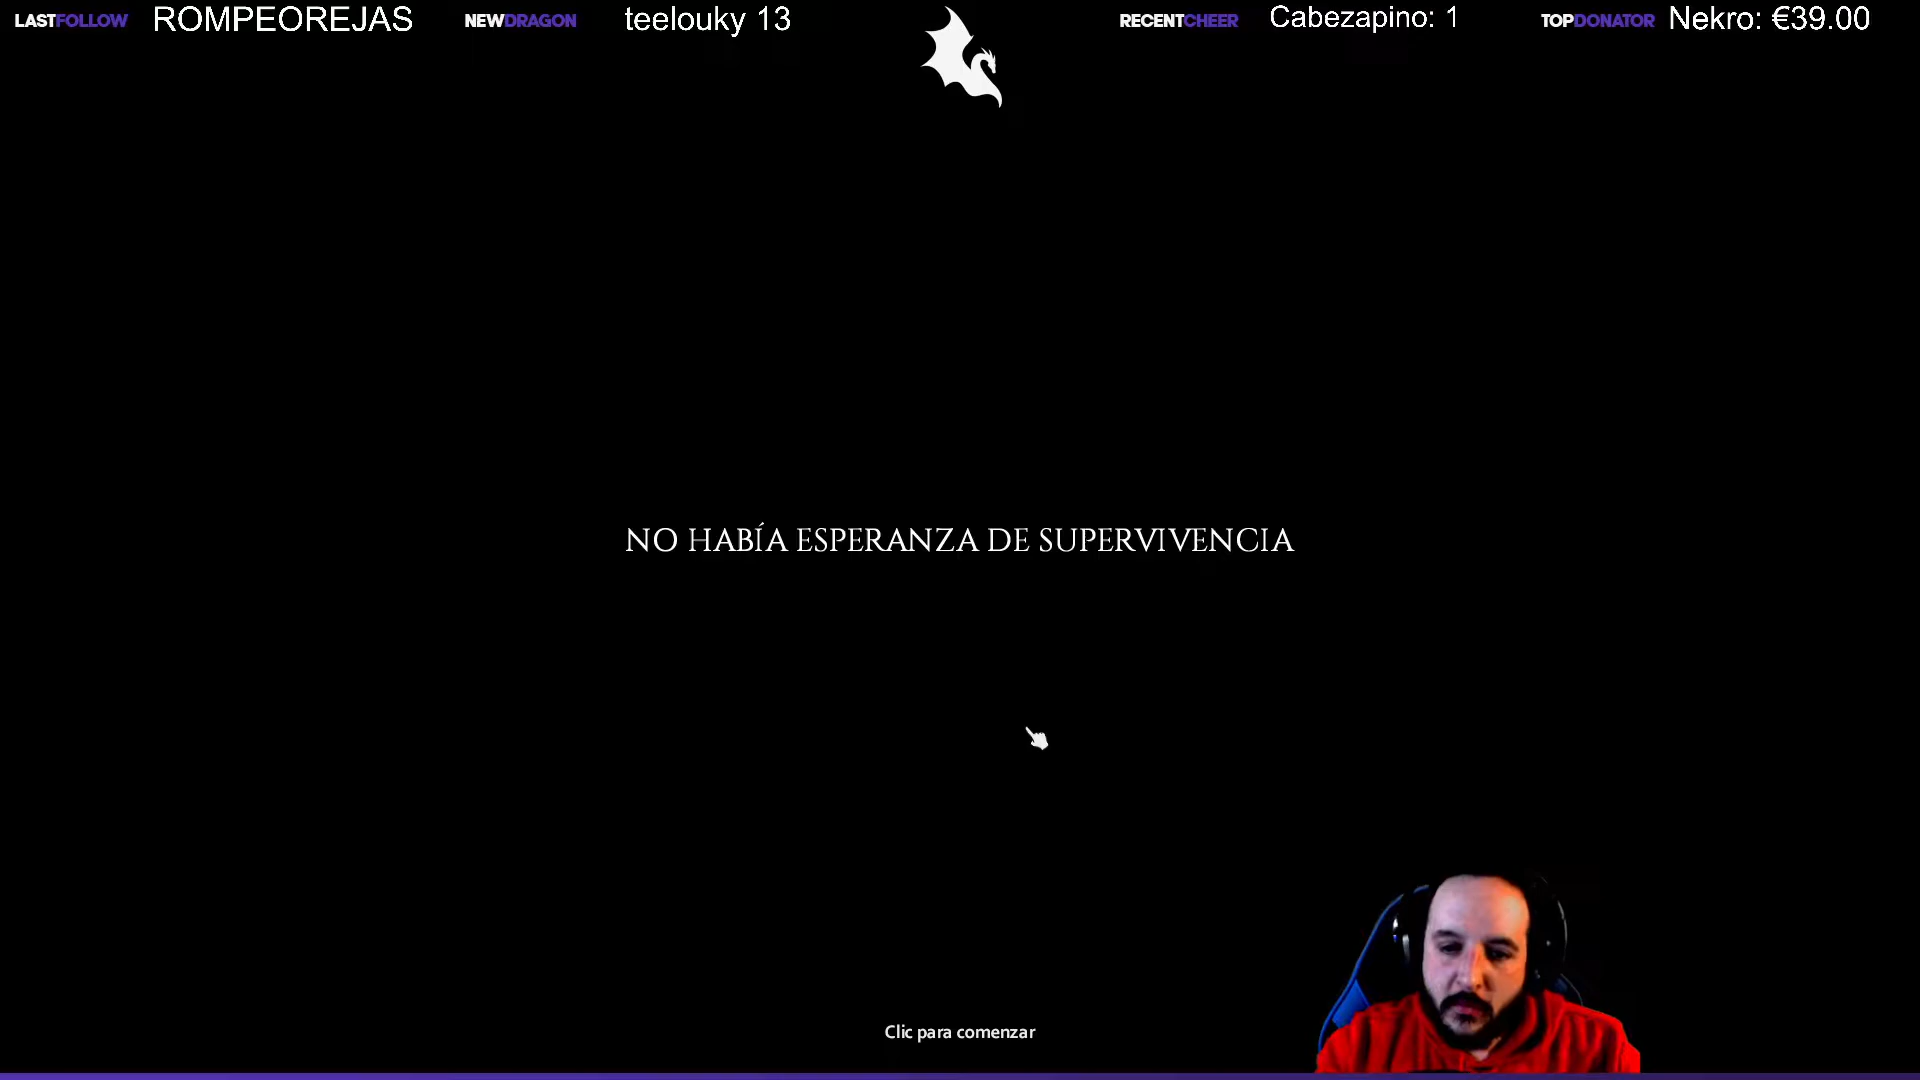 LASTFOLLOW ROMPEOREJAS NEWDRAGON teelouky 13 RECENTCHEER Cabezapino: 1 TOPDONATOR Nekro: €39.00
NO HABÍA ESPERANZA DE SUPERVIVENCIA
Clic para comenzar